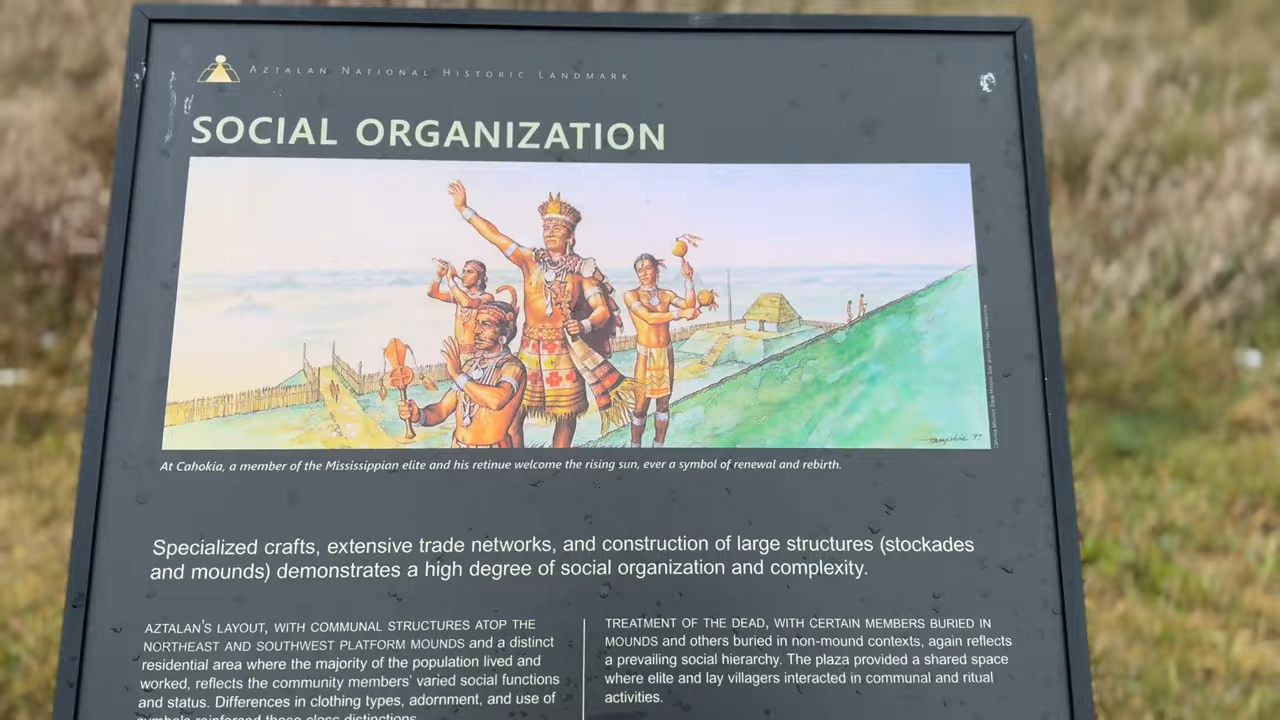 AZTALAN NATIONAL HISTORIC LANDMARK
SOCIAL ORGANIZATION
At Cahokia, a member of the Mississippian elite and his retinue welcome the rising sun, ever a symbol of renewal and rebirth.
Specialized crafts, extensive trade networks, and construction of large structures (stockades
and mounds) demonstrates a high degree of social organization and complexity.
AZTALAN'S LAYOUT, WITH COMMUNAL STRUCTURES ATOP THE
NORTHEAST AND SOUTHWEST PLATFORM MOUNDS and a distinct
residential area where the majority of the population lived and
worked, reflects the community members' varied social functions
and status. Differences in clothing types, adornment, and use of
symbols reinforced these class distinctions.
TREATMENT OF THE DEAD, WITH CERTAIN MEMBERS BURIED IN
MOUNDS and others buried in non-mound contexts, again reflects
a prevailing social hierarchy. The plaza provided a shared space
where elite and lay villagers interacted in communal and ritual
activities.